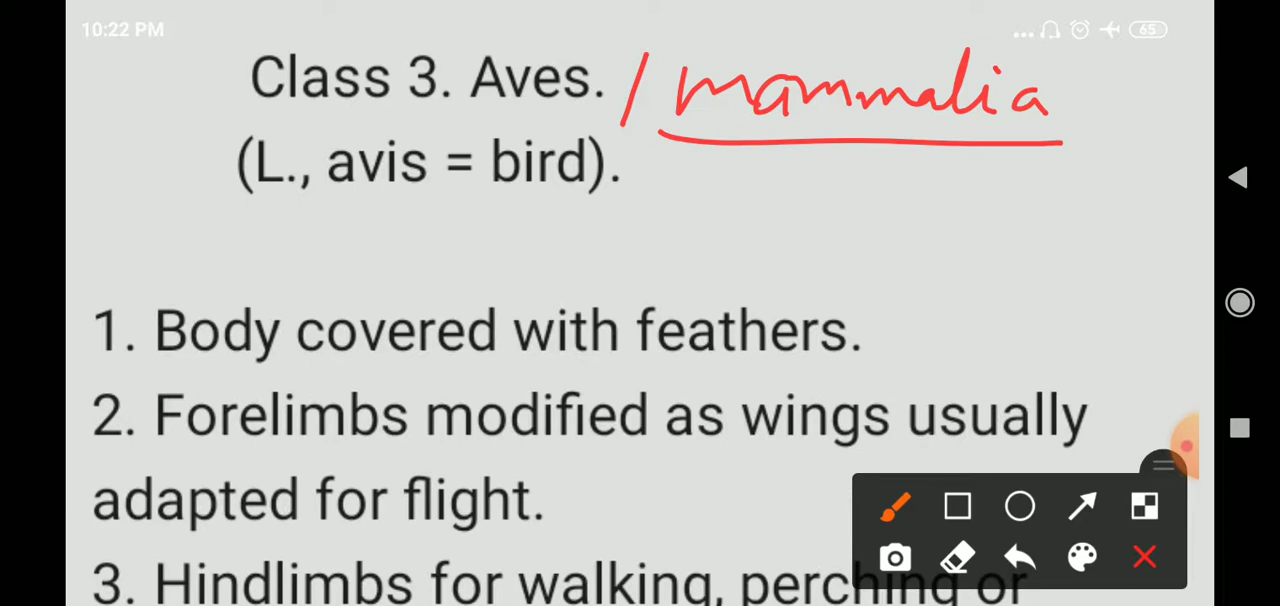 10:22 PM 65
Class 3. Aves. / mammalia
(L., avis = bird).
1. Body covered with feathers.
2. Forelimbs modified as wings usually
adapted for flight.
3. Hindlimbs for walking, perching or